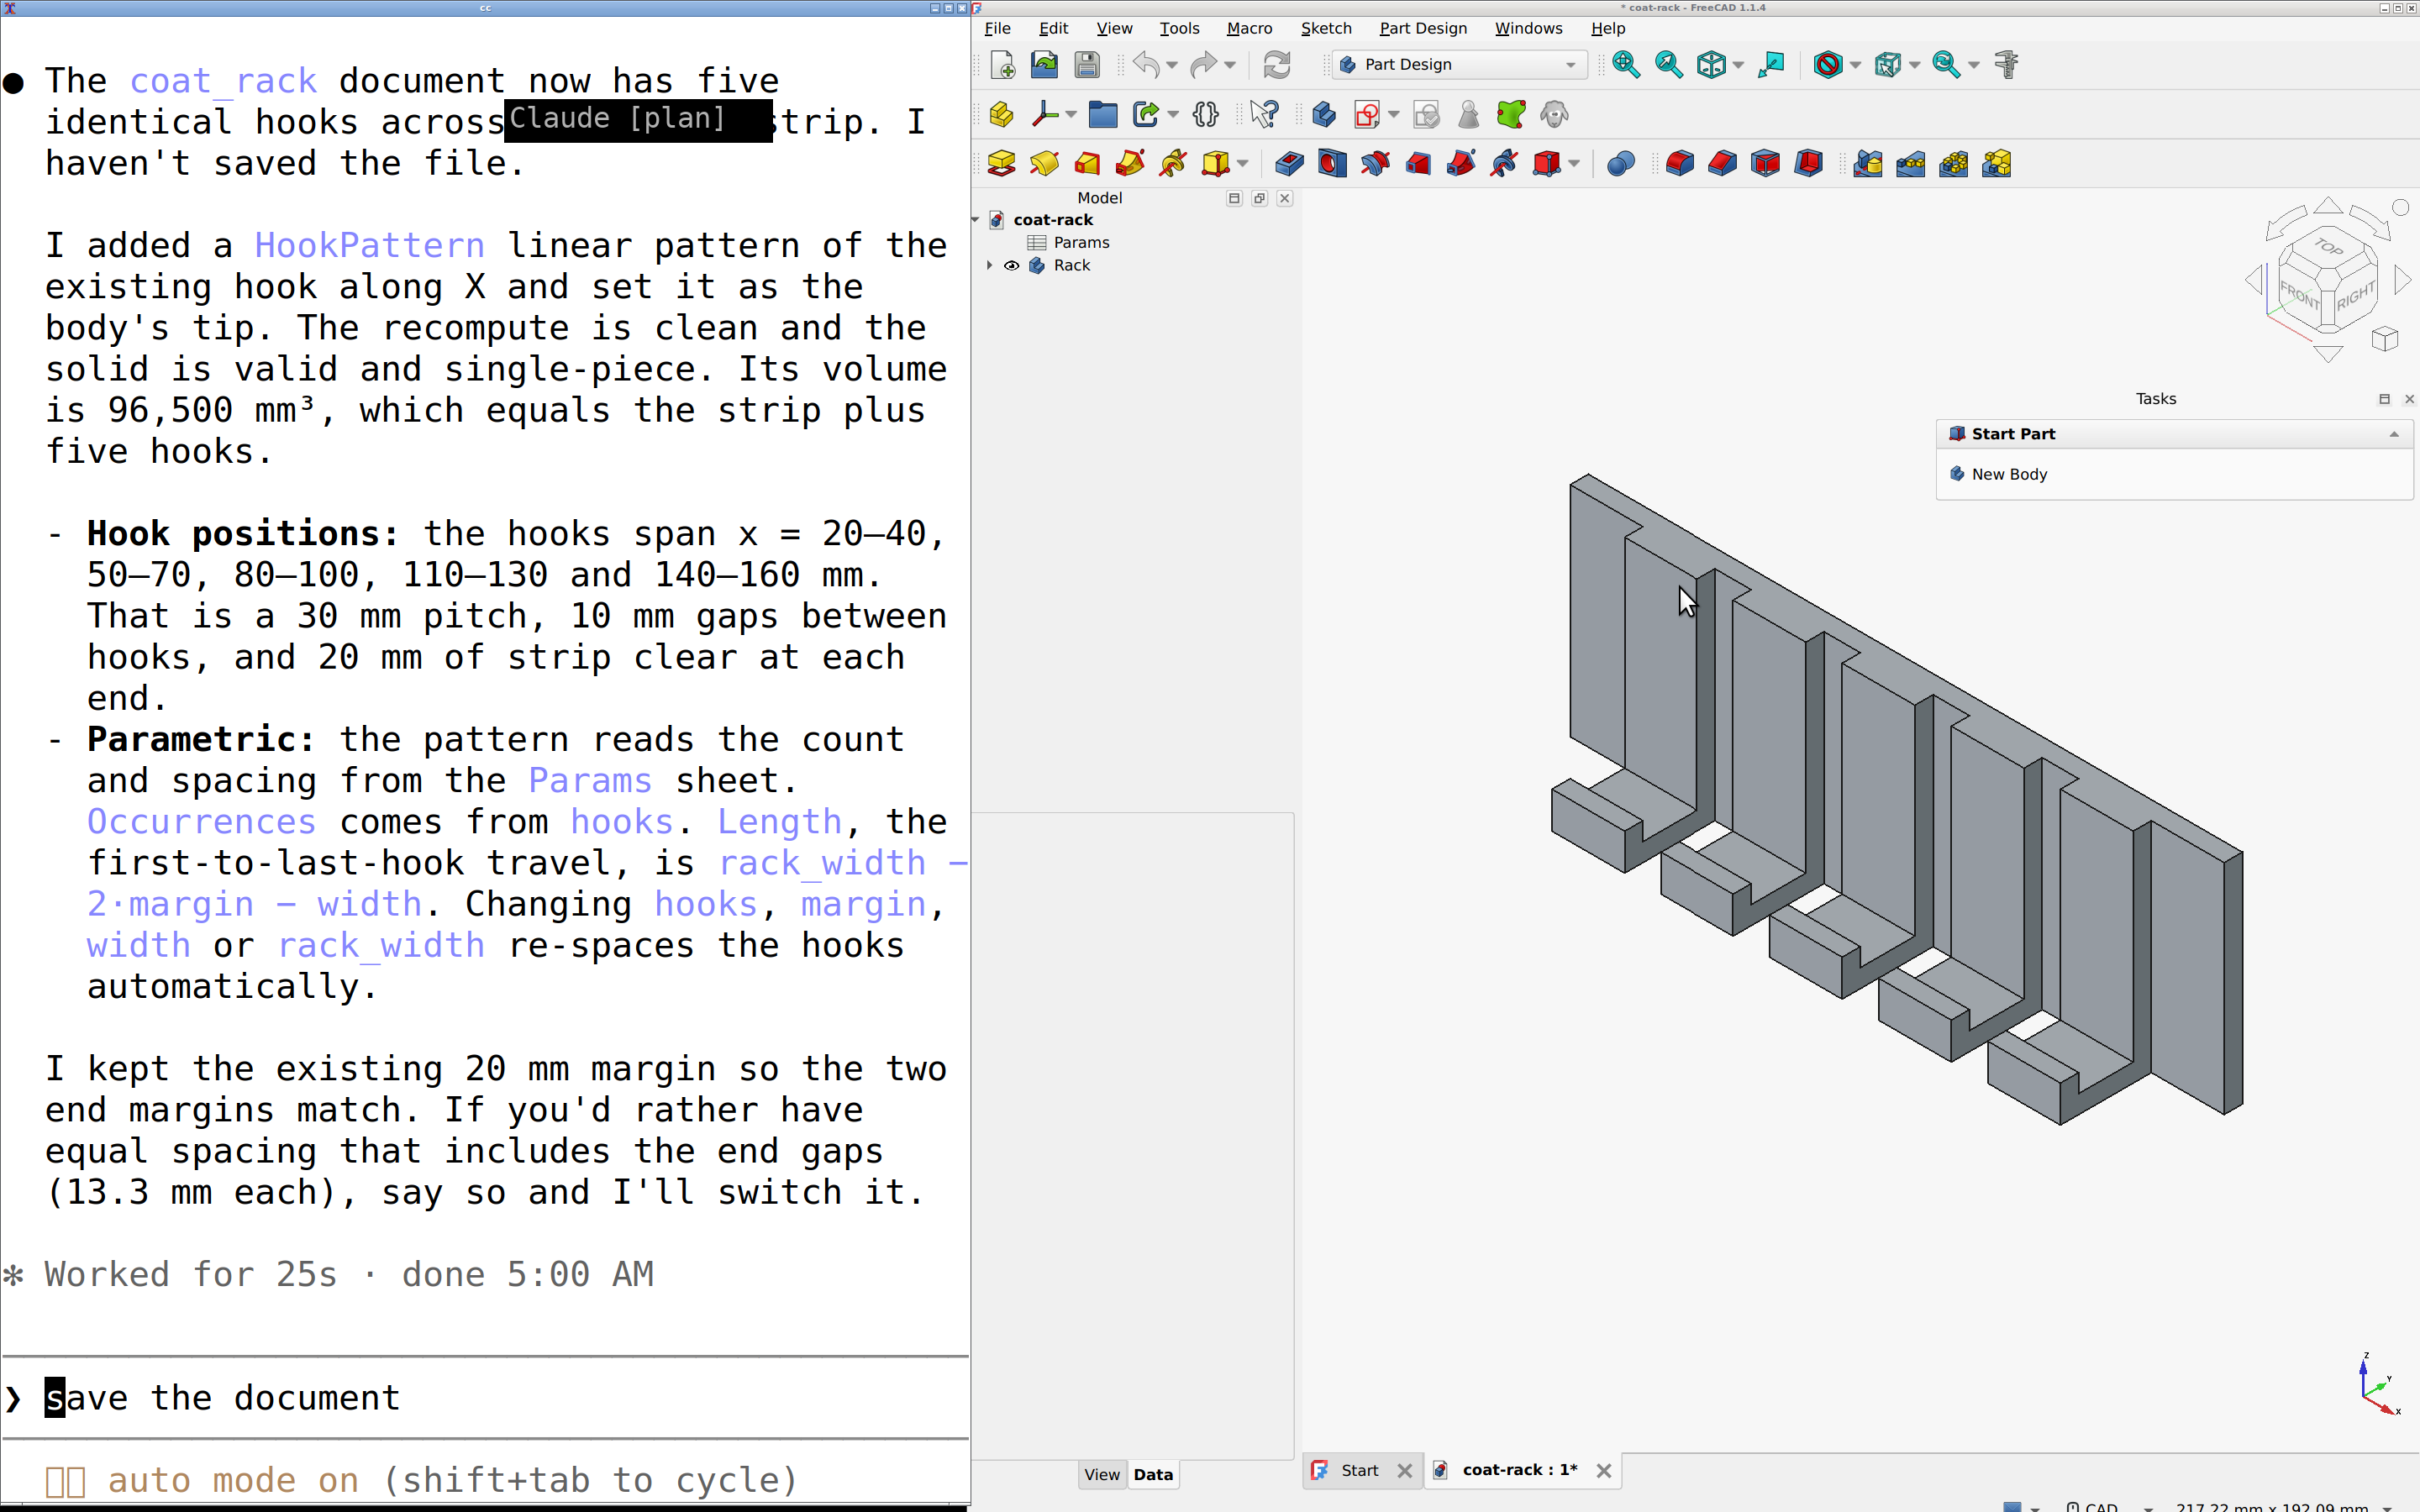 cc
The coat_rack document now has five
identical hooks across
Claude [plan]
strip. I
haven't saved the file.
I added a HookPattern linear pattern of the
existing hook along X and set it as the
body's tip. The recompute is clean and the
solid is valid and single-piece. Its volume
is 96,500 mm³, which equals the strip plus
five hooks.
- Hook positions: the hooks span x = 20–40,
50–70, 80–100, 110–130 and 140–160 mm.
That is a 30 mm pitch, 10 mm gaps between
hooks, and 20 mm of strip clear at each
end.
- Parametric: the pattern reads the count
and spacing from the Params sheet.
Occurrences comes from hooks. Length, the
first-to-last-hook travel, is rack_width −
2·margin − width. Changing hooks, margin,
width or rack_width re-spaces the hooks
automatically.
I kept the existing 20 mm margin so the two
end margins match. If you'd rather have
equal spacing that includes the end gaps
(13.3 mm each), say so and I'll switch it.
✻ Worked for 25s · done 5:00 AM
❯ save the document
auto mode on (shift+tab to cycle)
* coat-rack - FreeCAD 1.1.4
File Edit View Tools Macro Sketch Part Design Windows Help
Part Design
Model
coat-rack
Params
Rack
TOP
FRONT
RIGHT
Tasks
Start Part
New Body
Z
Y
X
View Data
Start
coat-rack : 1*
CAD
217.22 mm x 192.09 mm